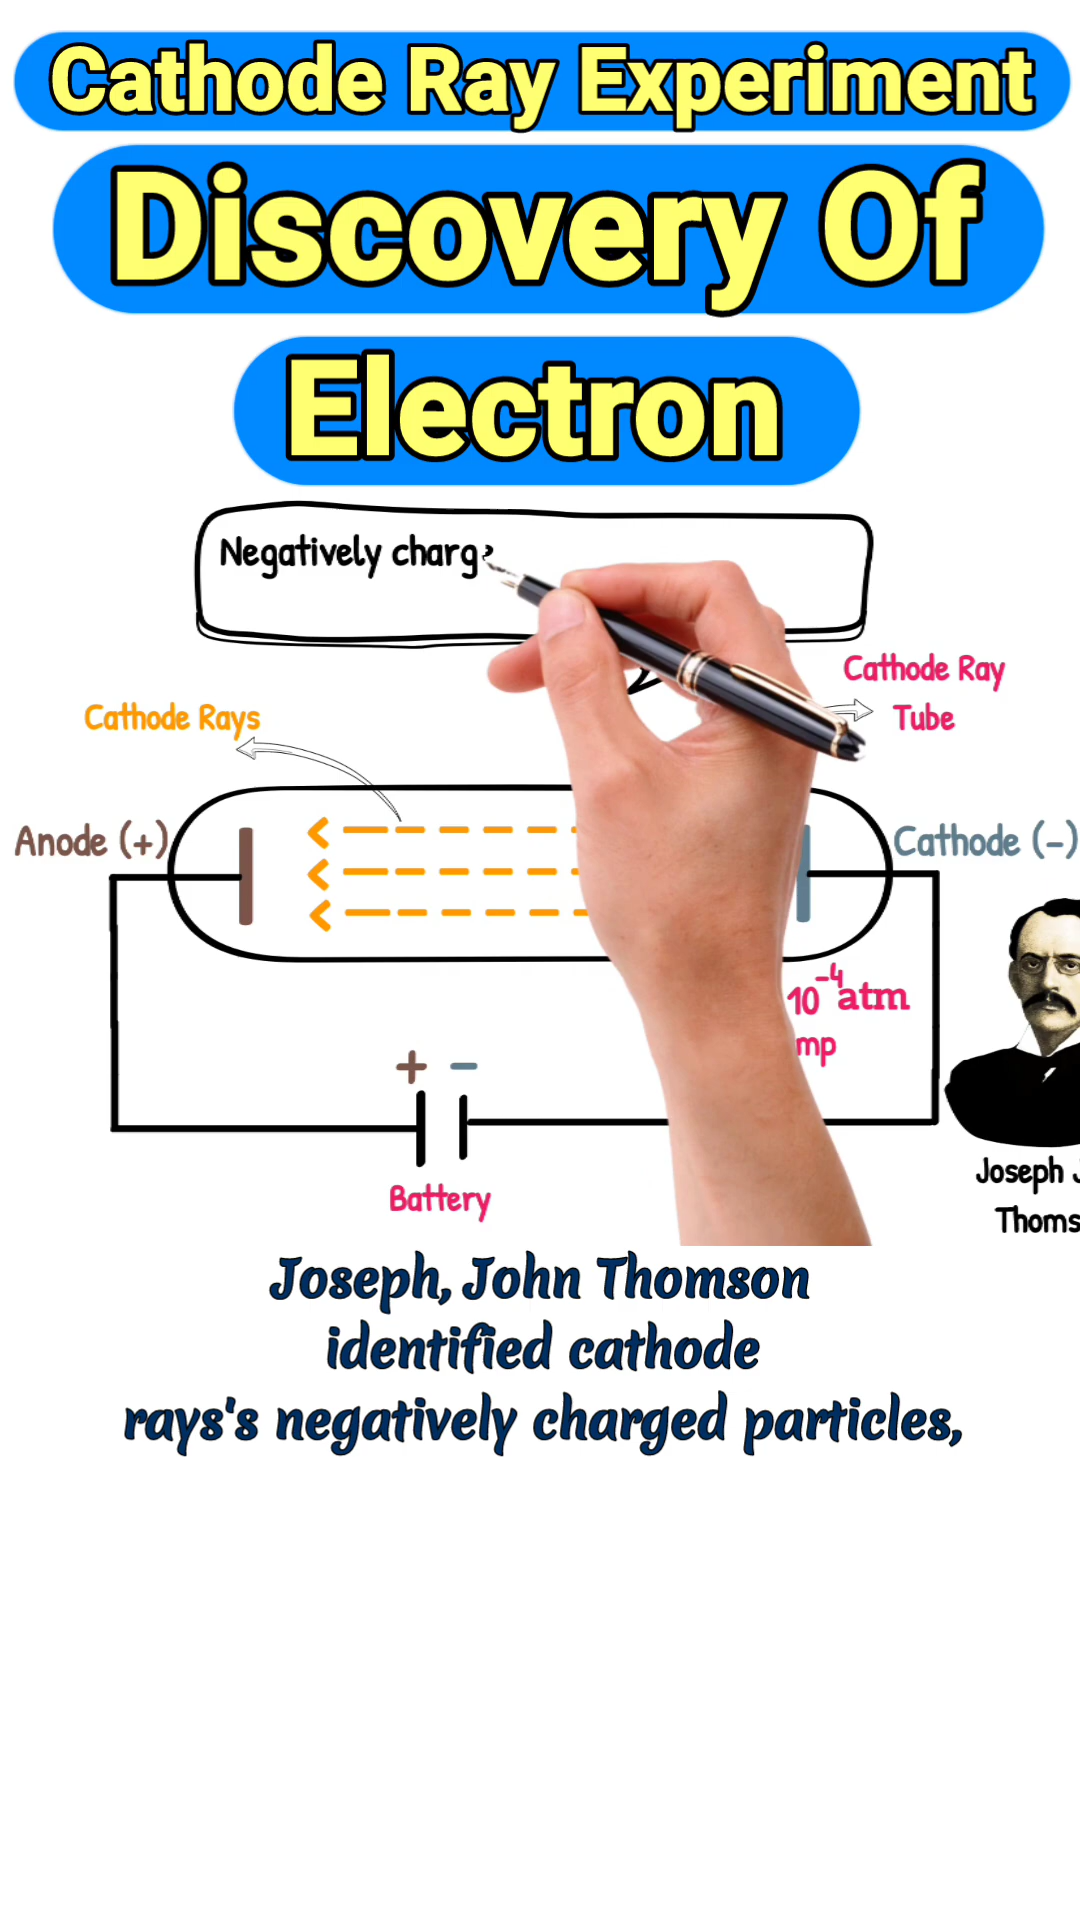 Cathode Ray Experiment
Discovery Of
Electron
Negatively charg
Cathode Ray
Tube
Cathode Rays
Anode (+)
Cathode (-)
10⁻⁴ atm
mp
+ -
Battery
Joseph J
Thoms
Joseph, John Thomson
identified cathode
rays's negatively charged particles,